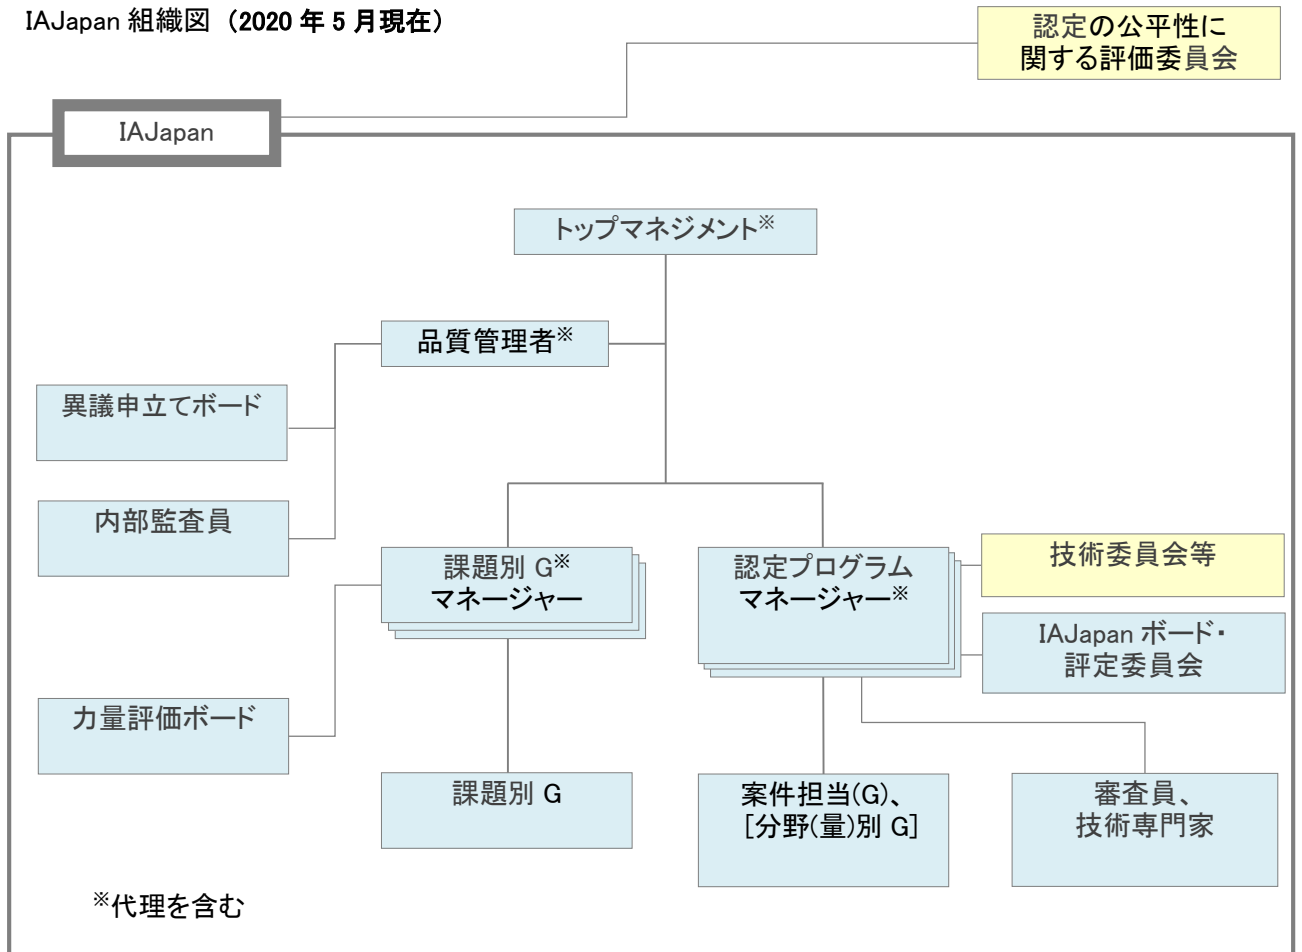 IAJapan 組織図（2020 年 5 月現在）
認定の公平性に
関する評価委員会
IAJapan
トップマネジメント※
品質管理者※
異議申立てボード
内部監査員
課題別 G※
マネージャー
認定プログラム
マネージャー※
技術委員会等
IAJapan ボード・
評定委員会
力量評価ボード
課題別 G
案件担当(G)、
［分野(量)別 G］
審査員、
技術専門家
※代理を含む